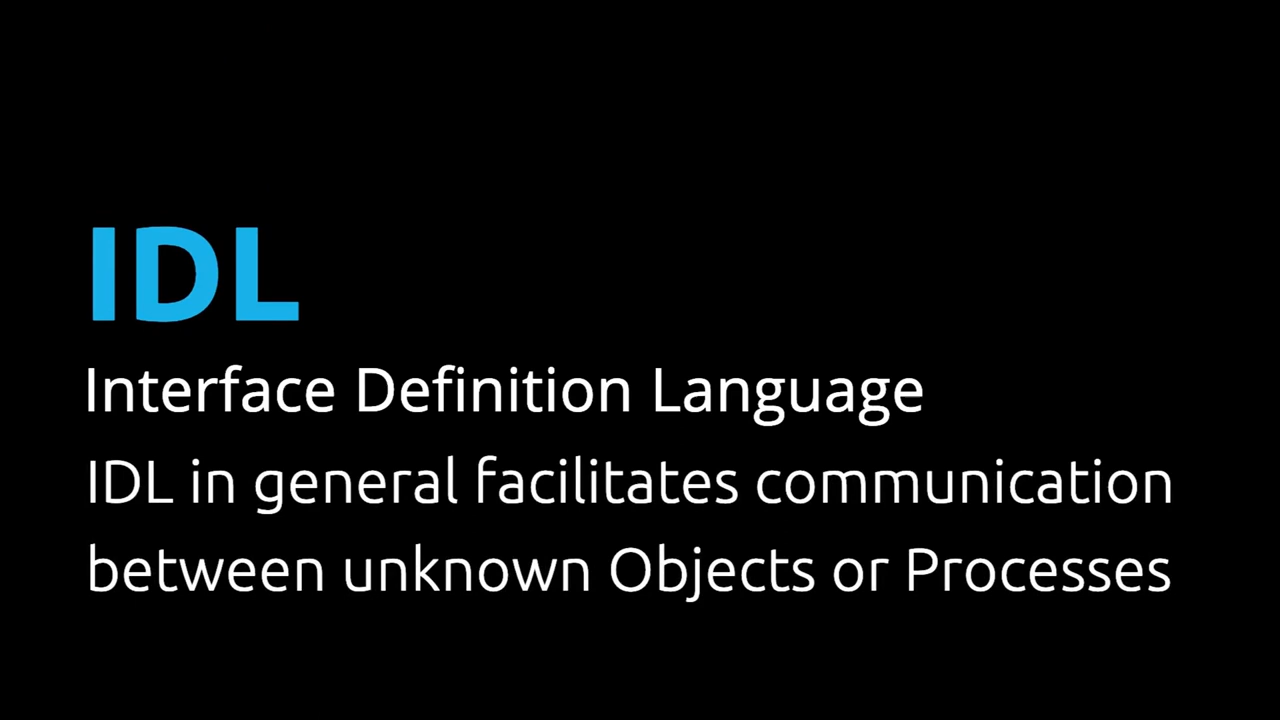 IDL
Interface Definition Language
IDL in general facilitates communication
between unknown Objects or Processes